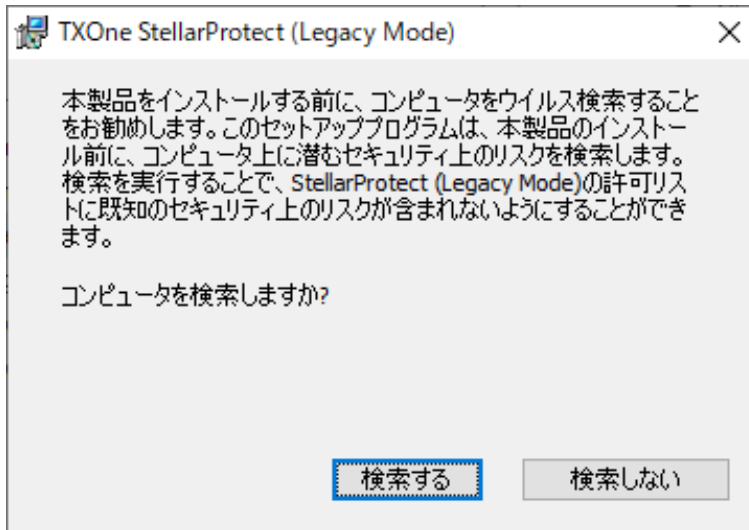 TXOne StellarProtect (Legacy Mode)
本製品をインストールする前に、コンピュータをウイルス検索すること
をお勧めします。このセットアッププログラムは、本製品のインストー
ル前に、コンピュータ上に潜むセキュリティ上のリスクを検索します。
検索を実行することで、StellarProtect (Legacy Mode)の許可リス
トに既知のセキュリティ上のリスクが含まれないようにすることができ
ます。
コンピュータを検索しますか?
検索する 検索しない